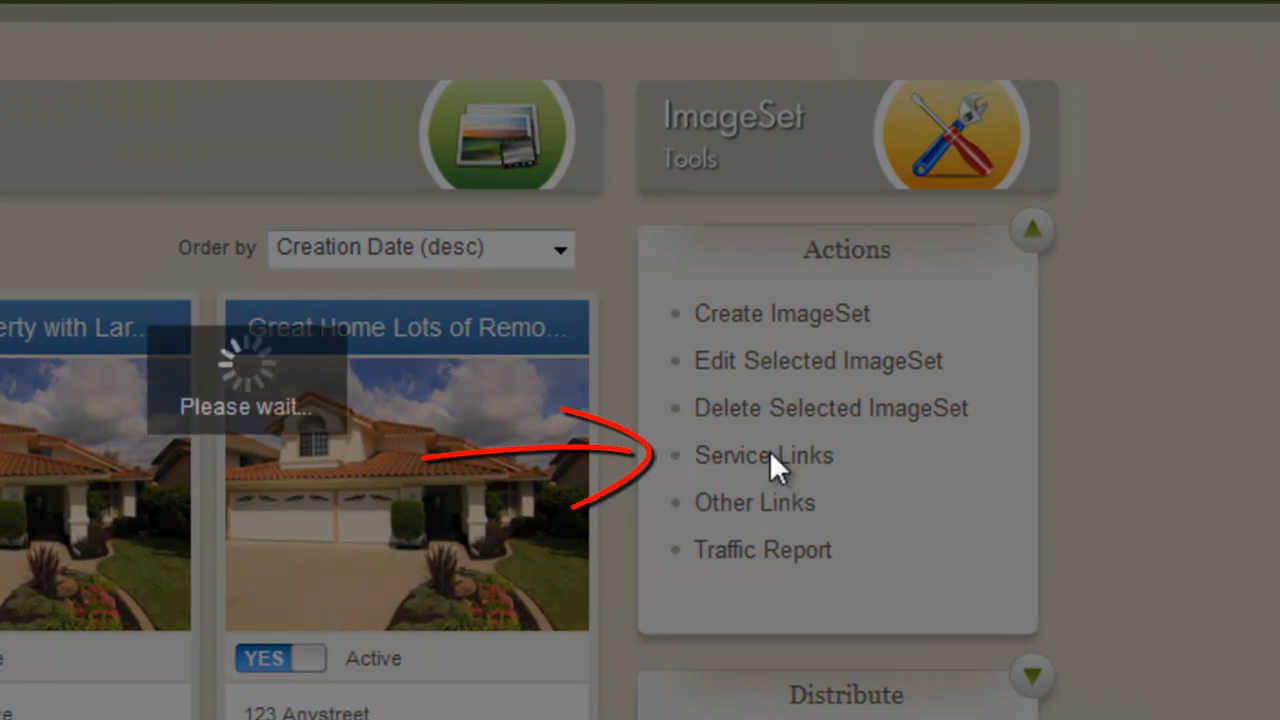 ImageSet
Tools
Order by Creation Date (desc)
Actions
Create ImageSet
Edit Selected ImageSet
Delete Selected ImageSet
Service Links
Other Links
Traffic Report
erty with Lar...
Great Home Lots of Remo...
Please wait...
YES Active
123 Anystreet
Distribute